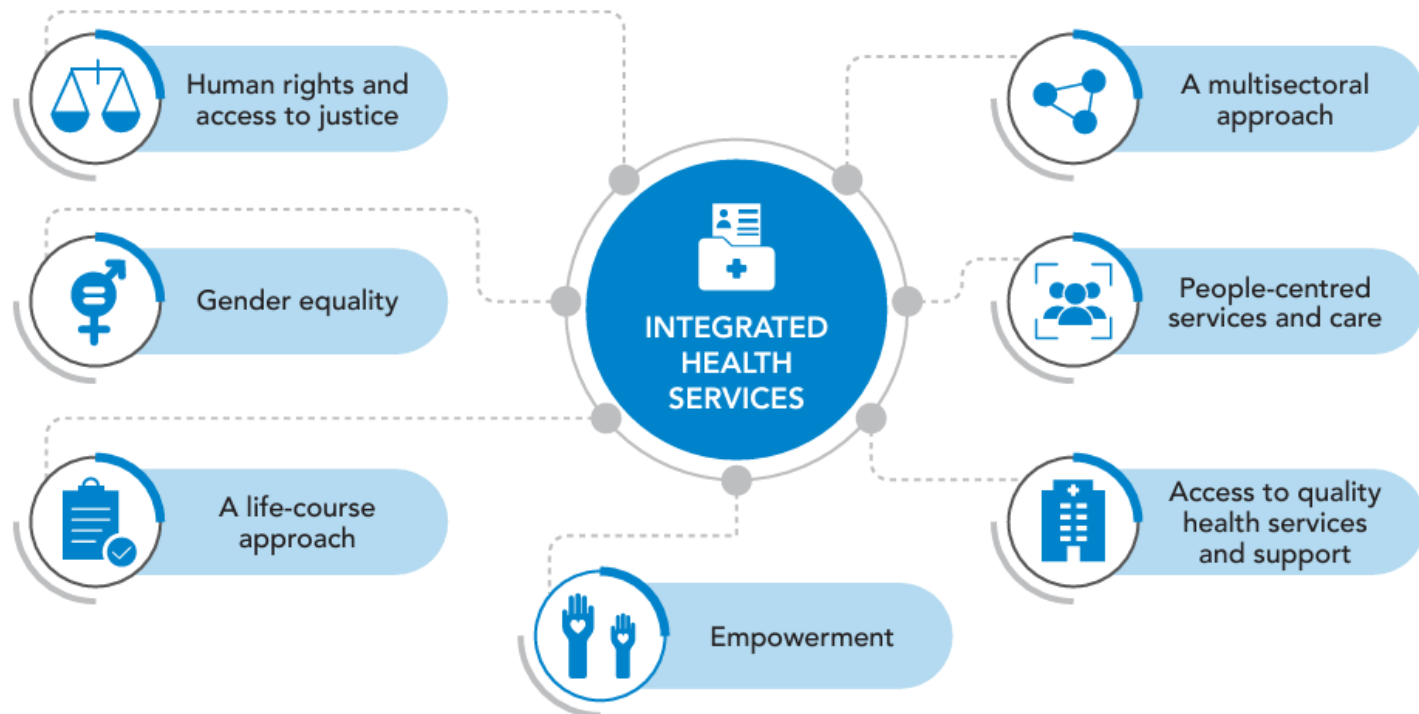 Human rights and
access to justice
Gender equality
A life-course
approach
INTEGRATED
HEALTH
SERVICES
Empowerment
A multisectoral
approach
People-centred
services and care
Access to quality
health services
and support